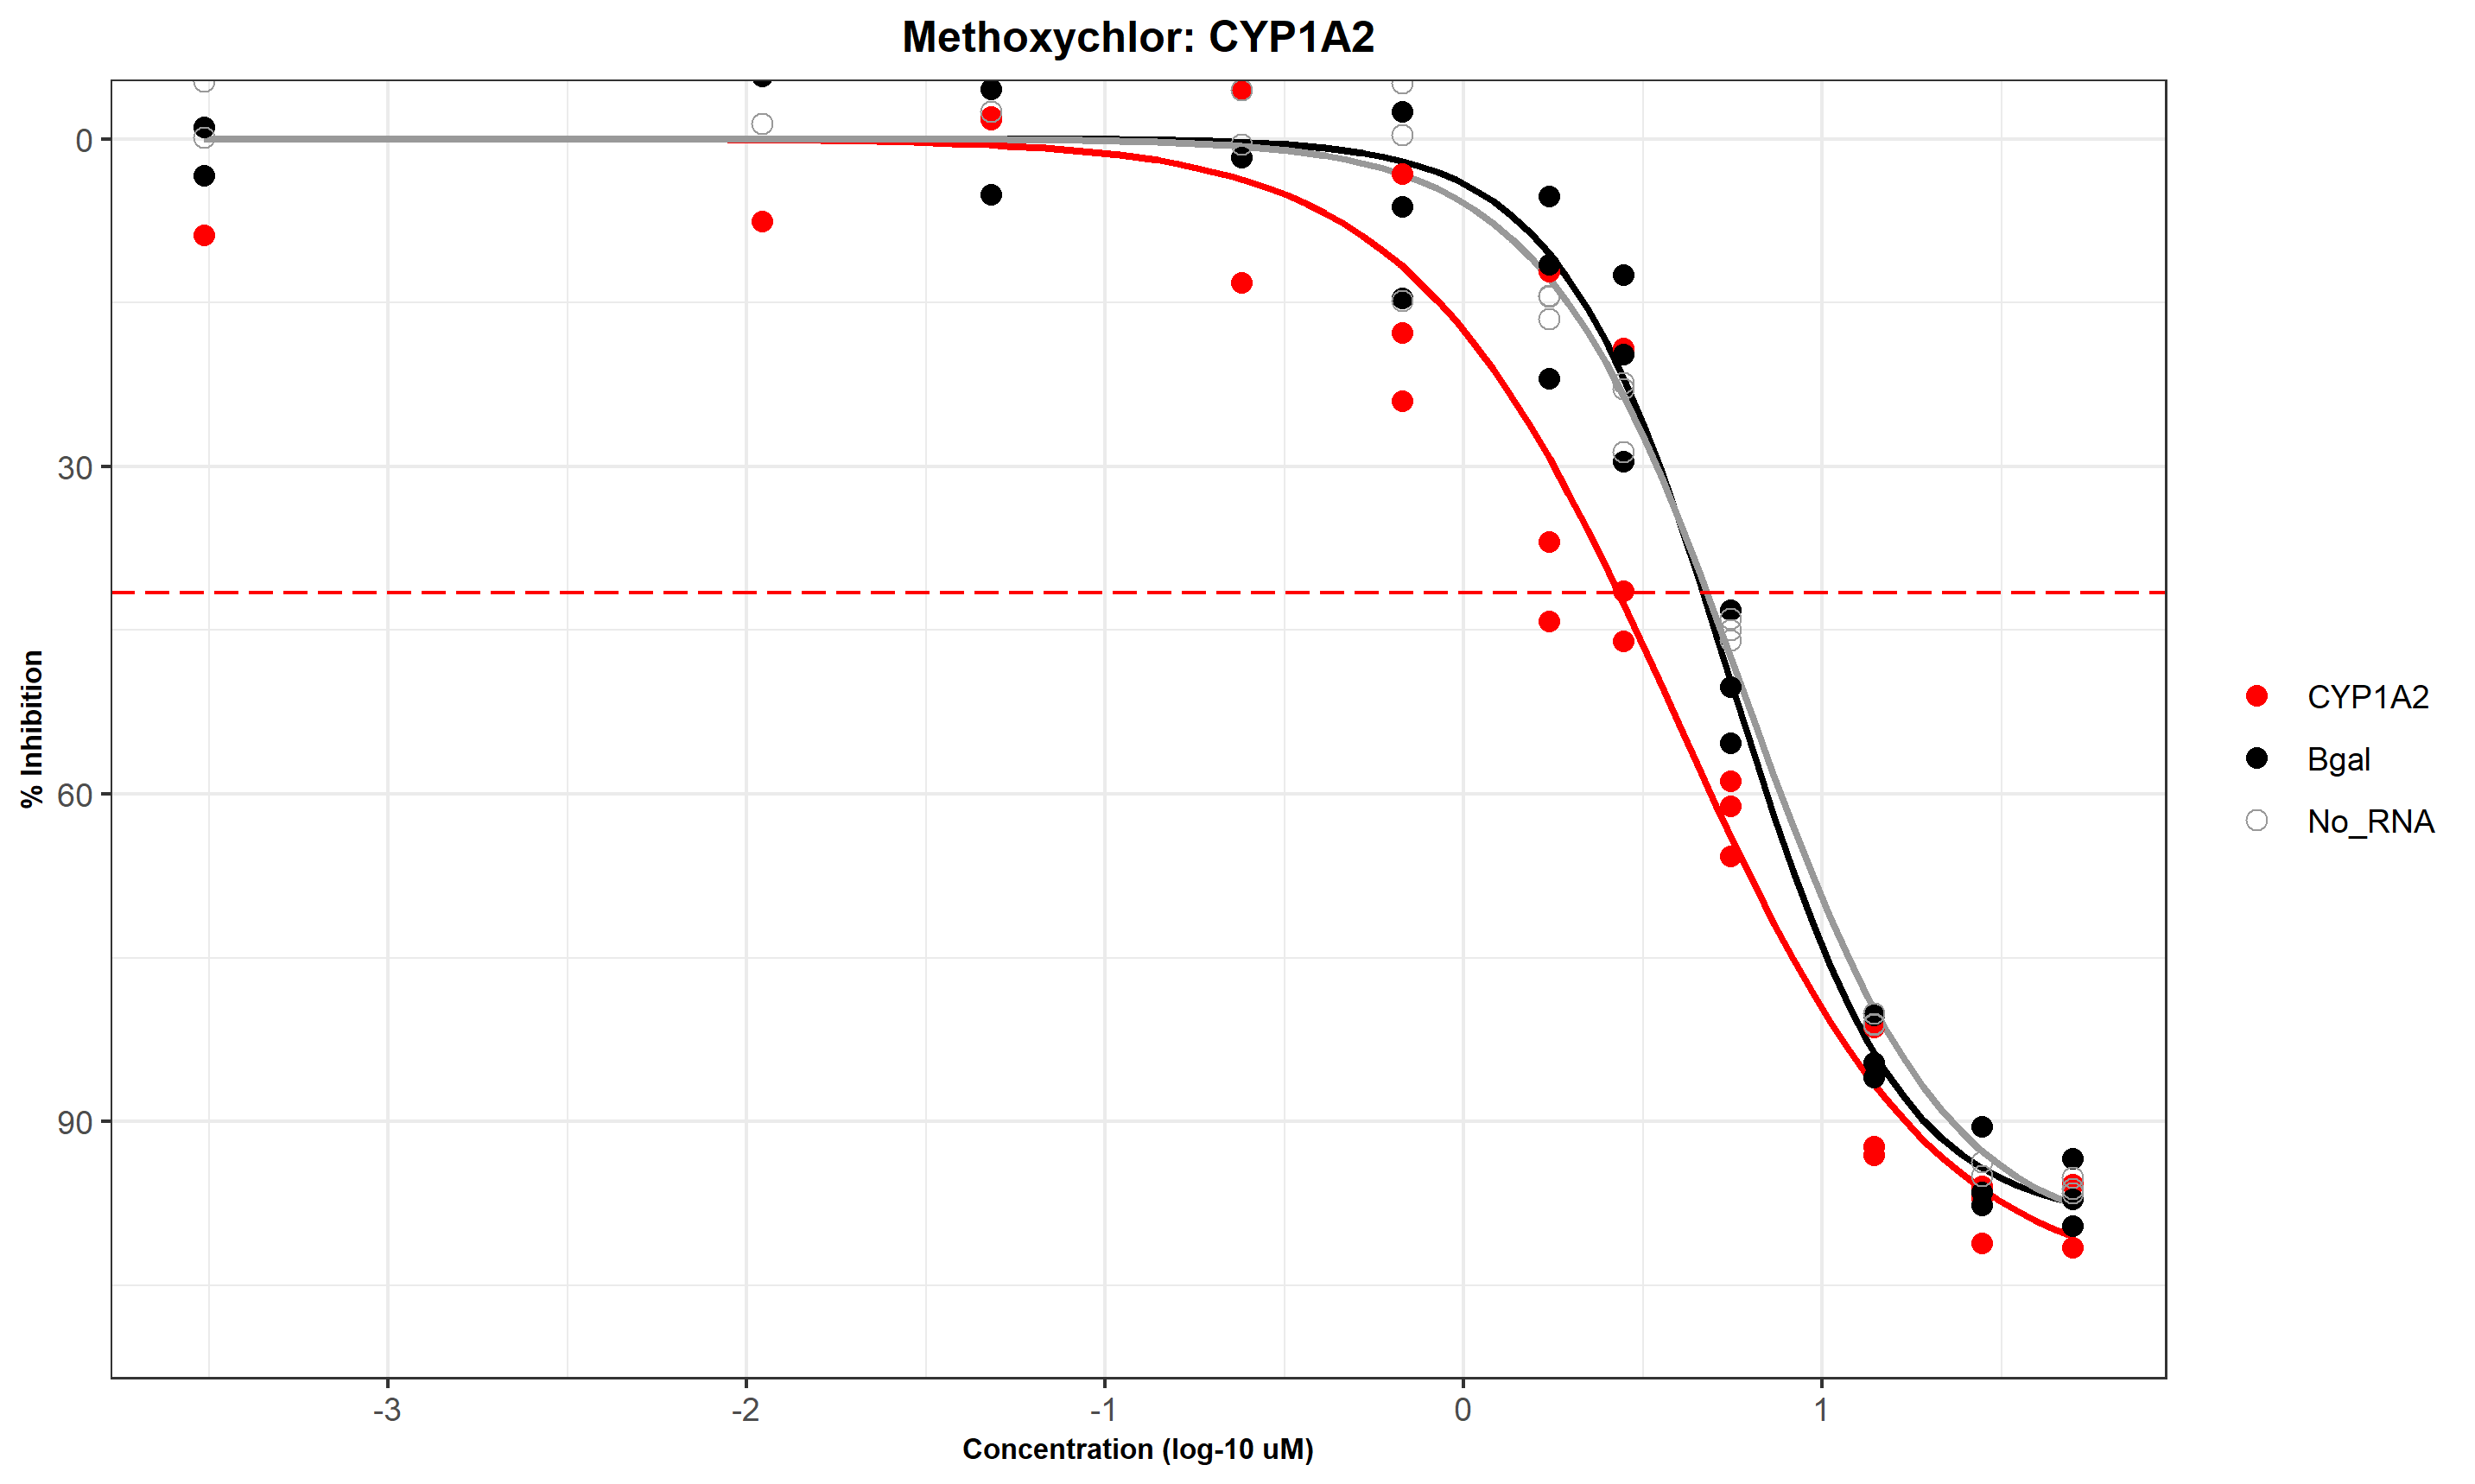 Methoxychlor: CYP1A2
0
30
60
90
% Inhibition
-3
-2
-1
0
1
Concentration (log-10 uM)
CYP1A2
Bgal
No_RNA